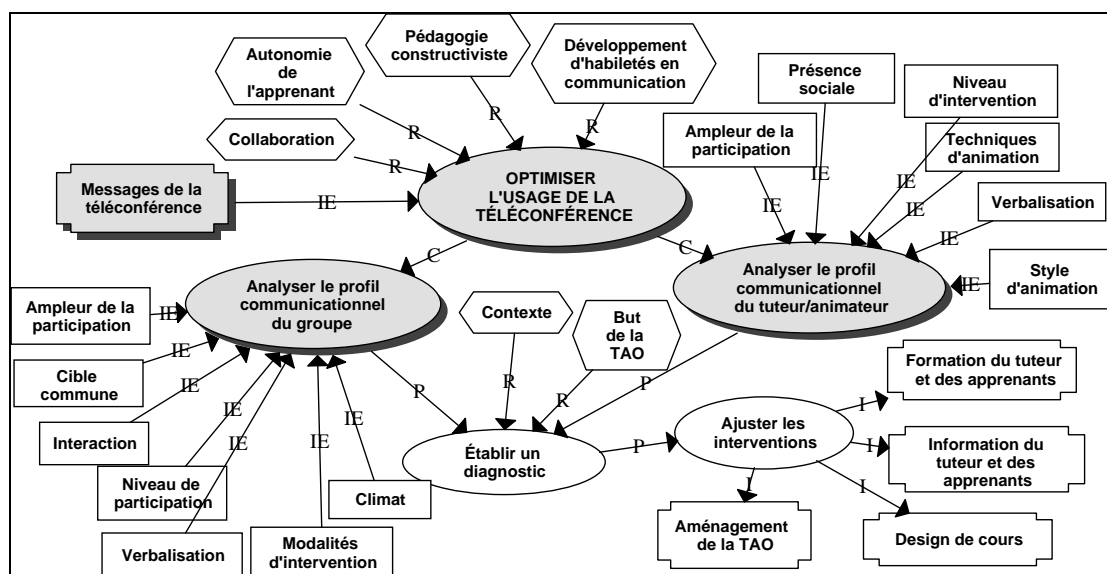 Pédagogie
constructiviste
Développement
d'habiletés en
communication
Autonomie
de
l'apprenant
Présence
sociale
Niveau
d'intervention
Collaboration
Ampleur de la
participation
Techniques
d'animation
R
R
R
R
IE
IE
IE
IE
IE
IE
Messages de la
téléconférence
IE
OPTIMISER
L'USAGE DE LA
TÉLÉCONFÉRENCE
Verbalisation
C
C
Analyser le profil
communicationnel
du groupe
Analyser le profil
communicationnel
du tuteur/animateur
Style
d'animation
Ampleur de la
participation
IE
Contexte
But
de la
TAO
Cible
commune
IE
Interaction
IE
Niveau de
participation
IE
Verbalisation
IE
Modalités
d'intervention
IE
Climat
IE
P
R
R
P
Établir un
diagnostic
P
Ajuster les
interventions
I
Formation du tuteur
et des apprenants
I
Information du
tuteur et des
apprenants
I
Aménagement
de la TAO
I
Design de cours